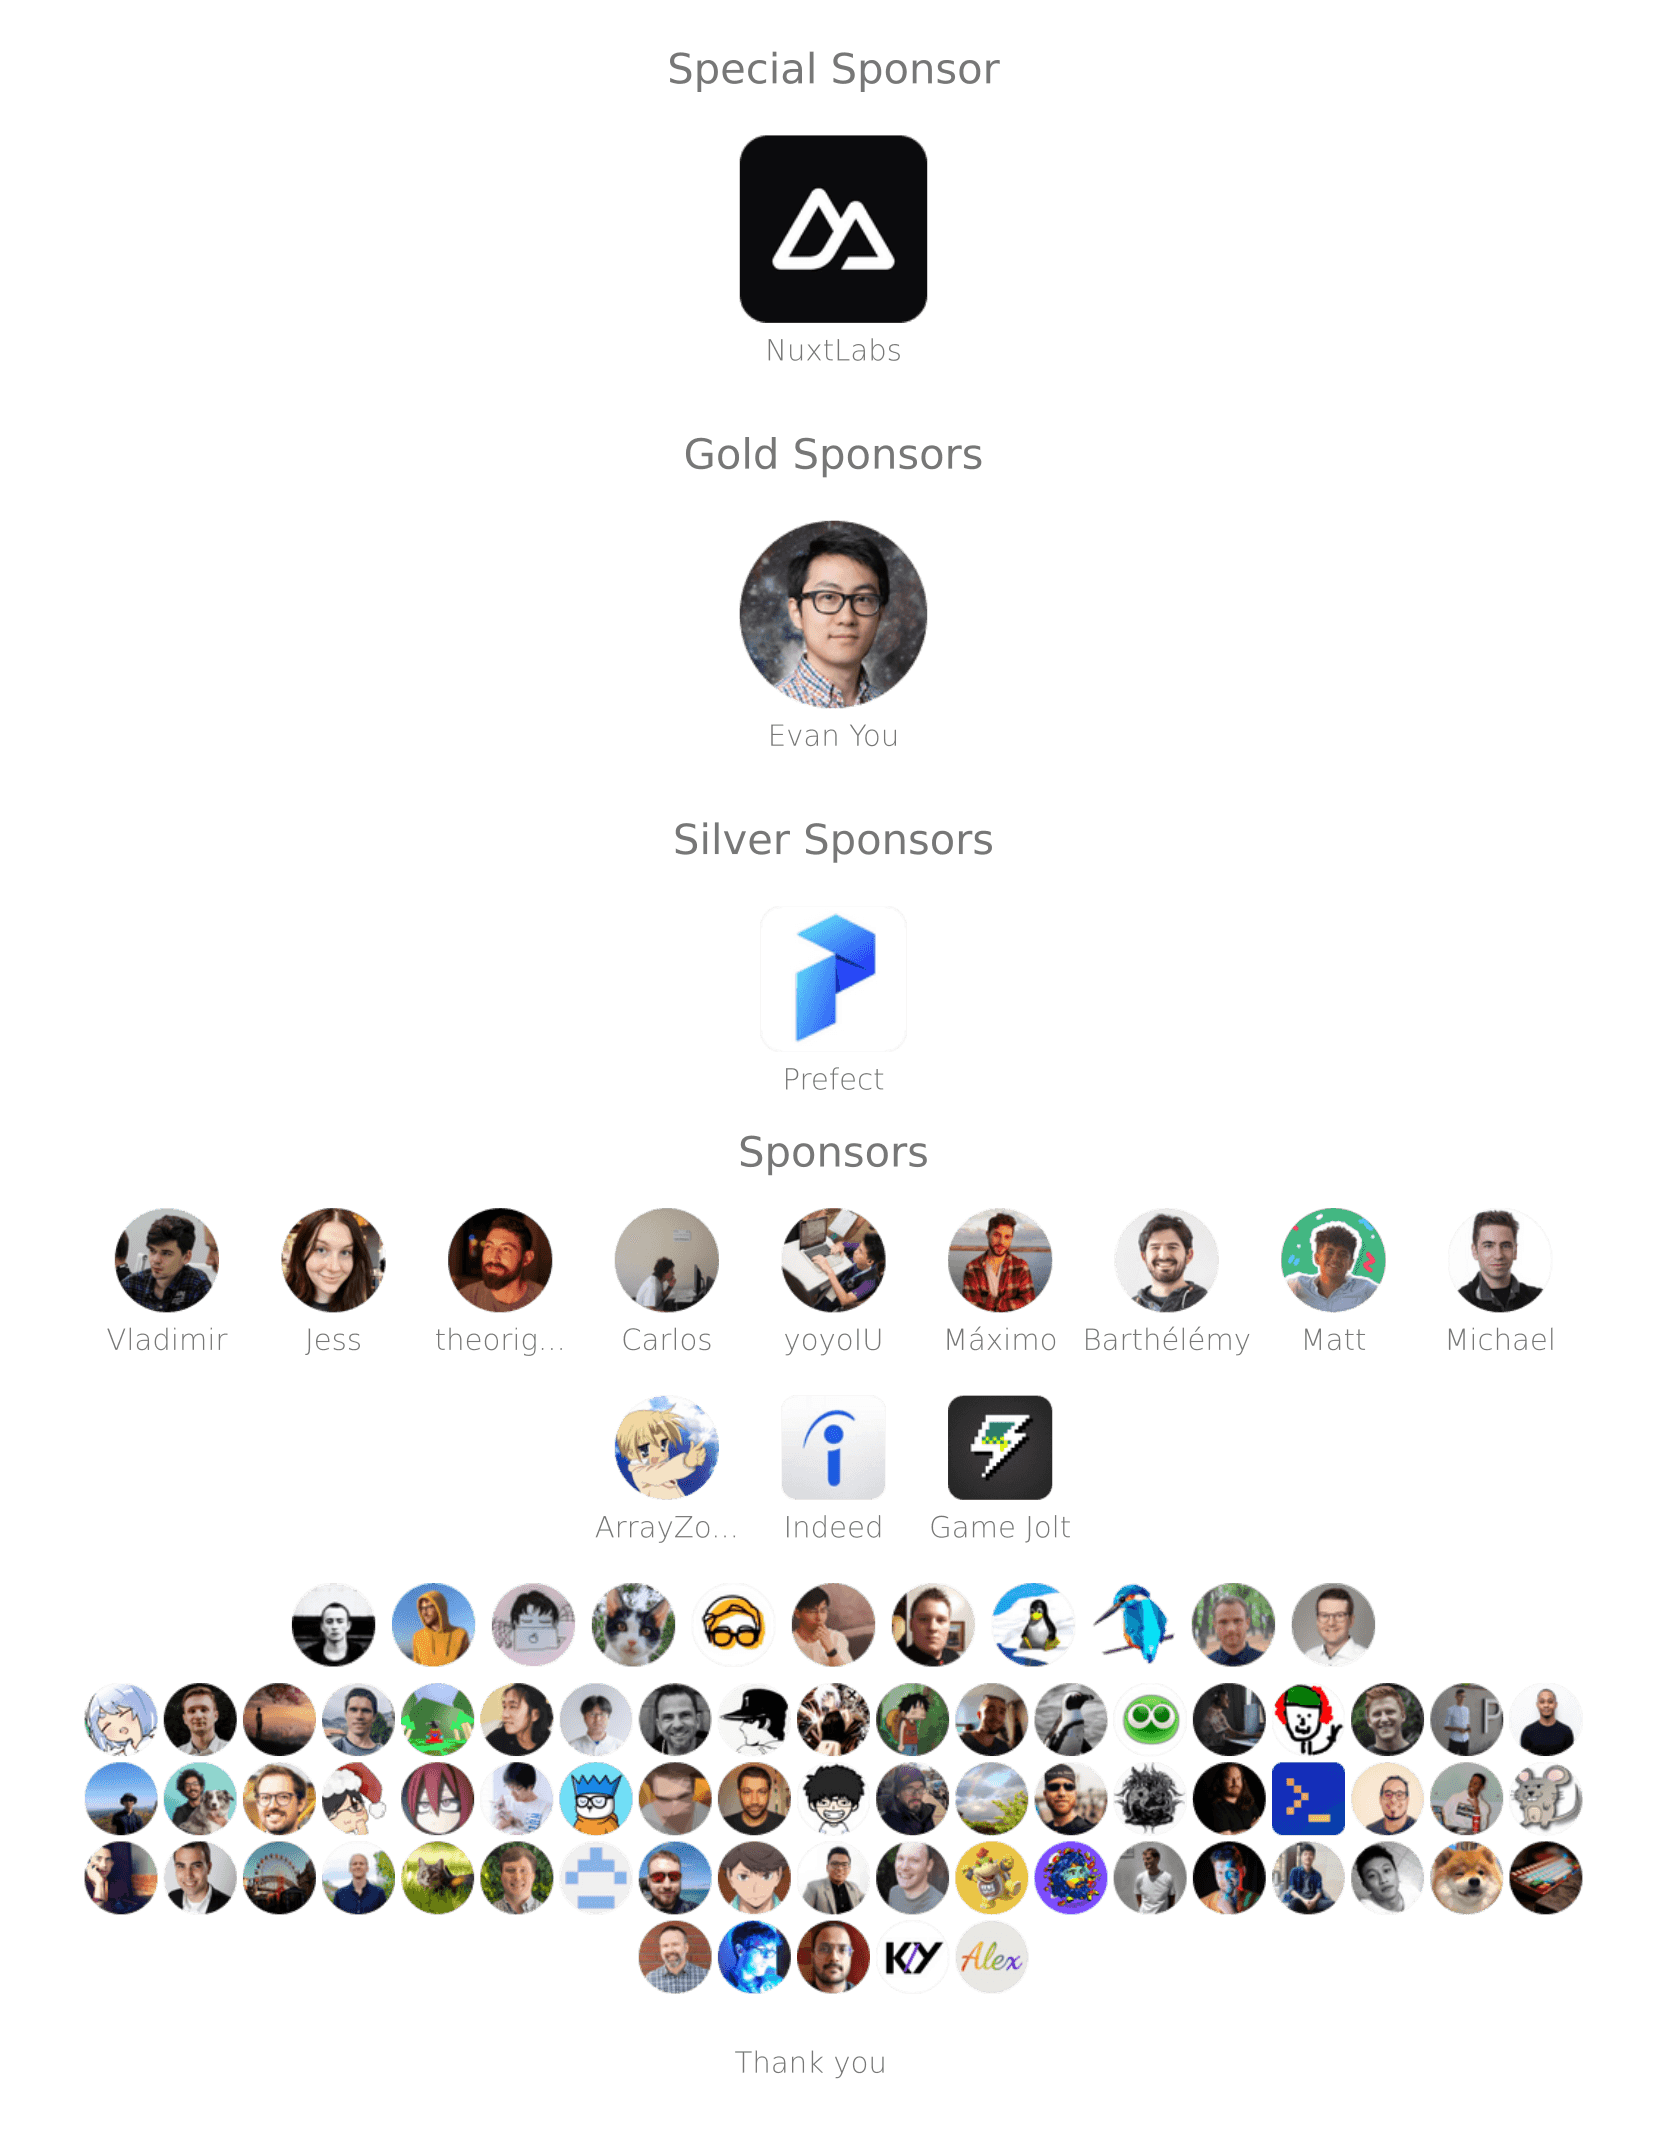 Special Sponsor
NuxtLabs
Gold Sponsors
Evan You
Silver Sponsors
Prefect
Sponsors
Vladimir Jess theorig... Carlos yoyoIU Máximo Barthélémy Matt Michael
ArrayZo... Indeed Game Jolt
K/Y Alex
Thank you